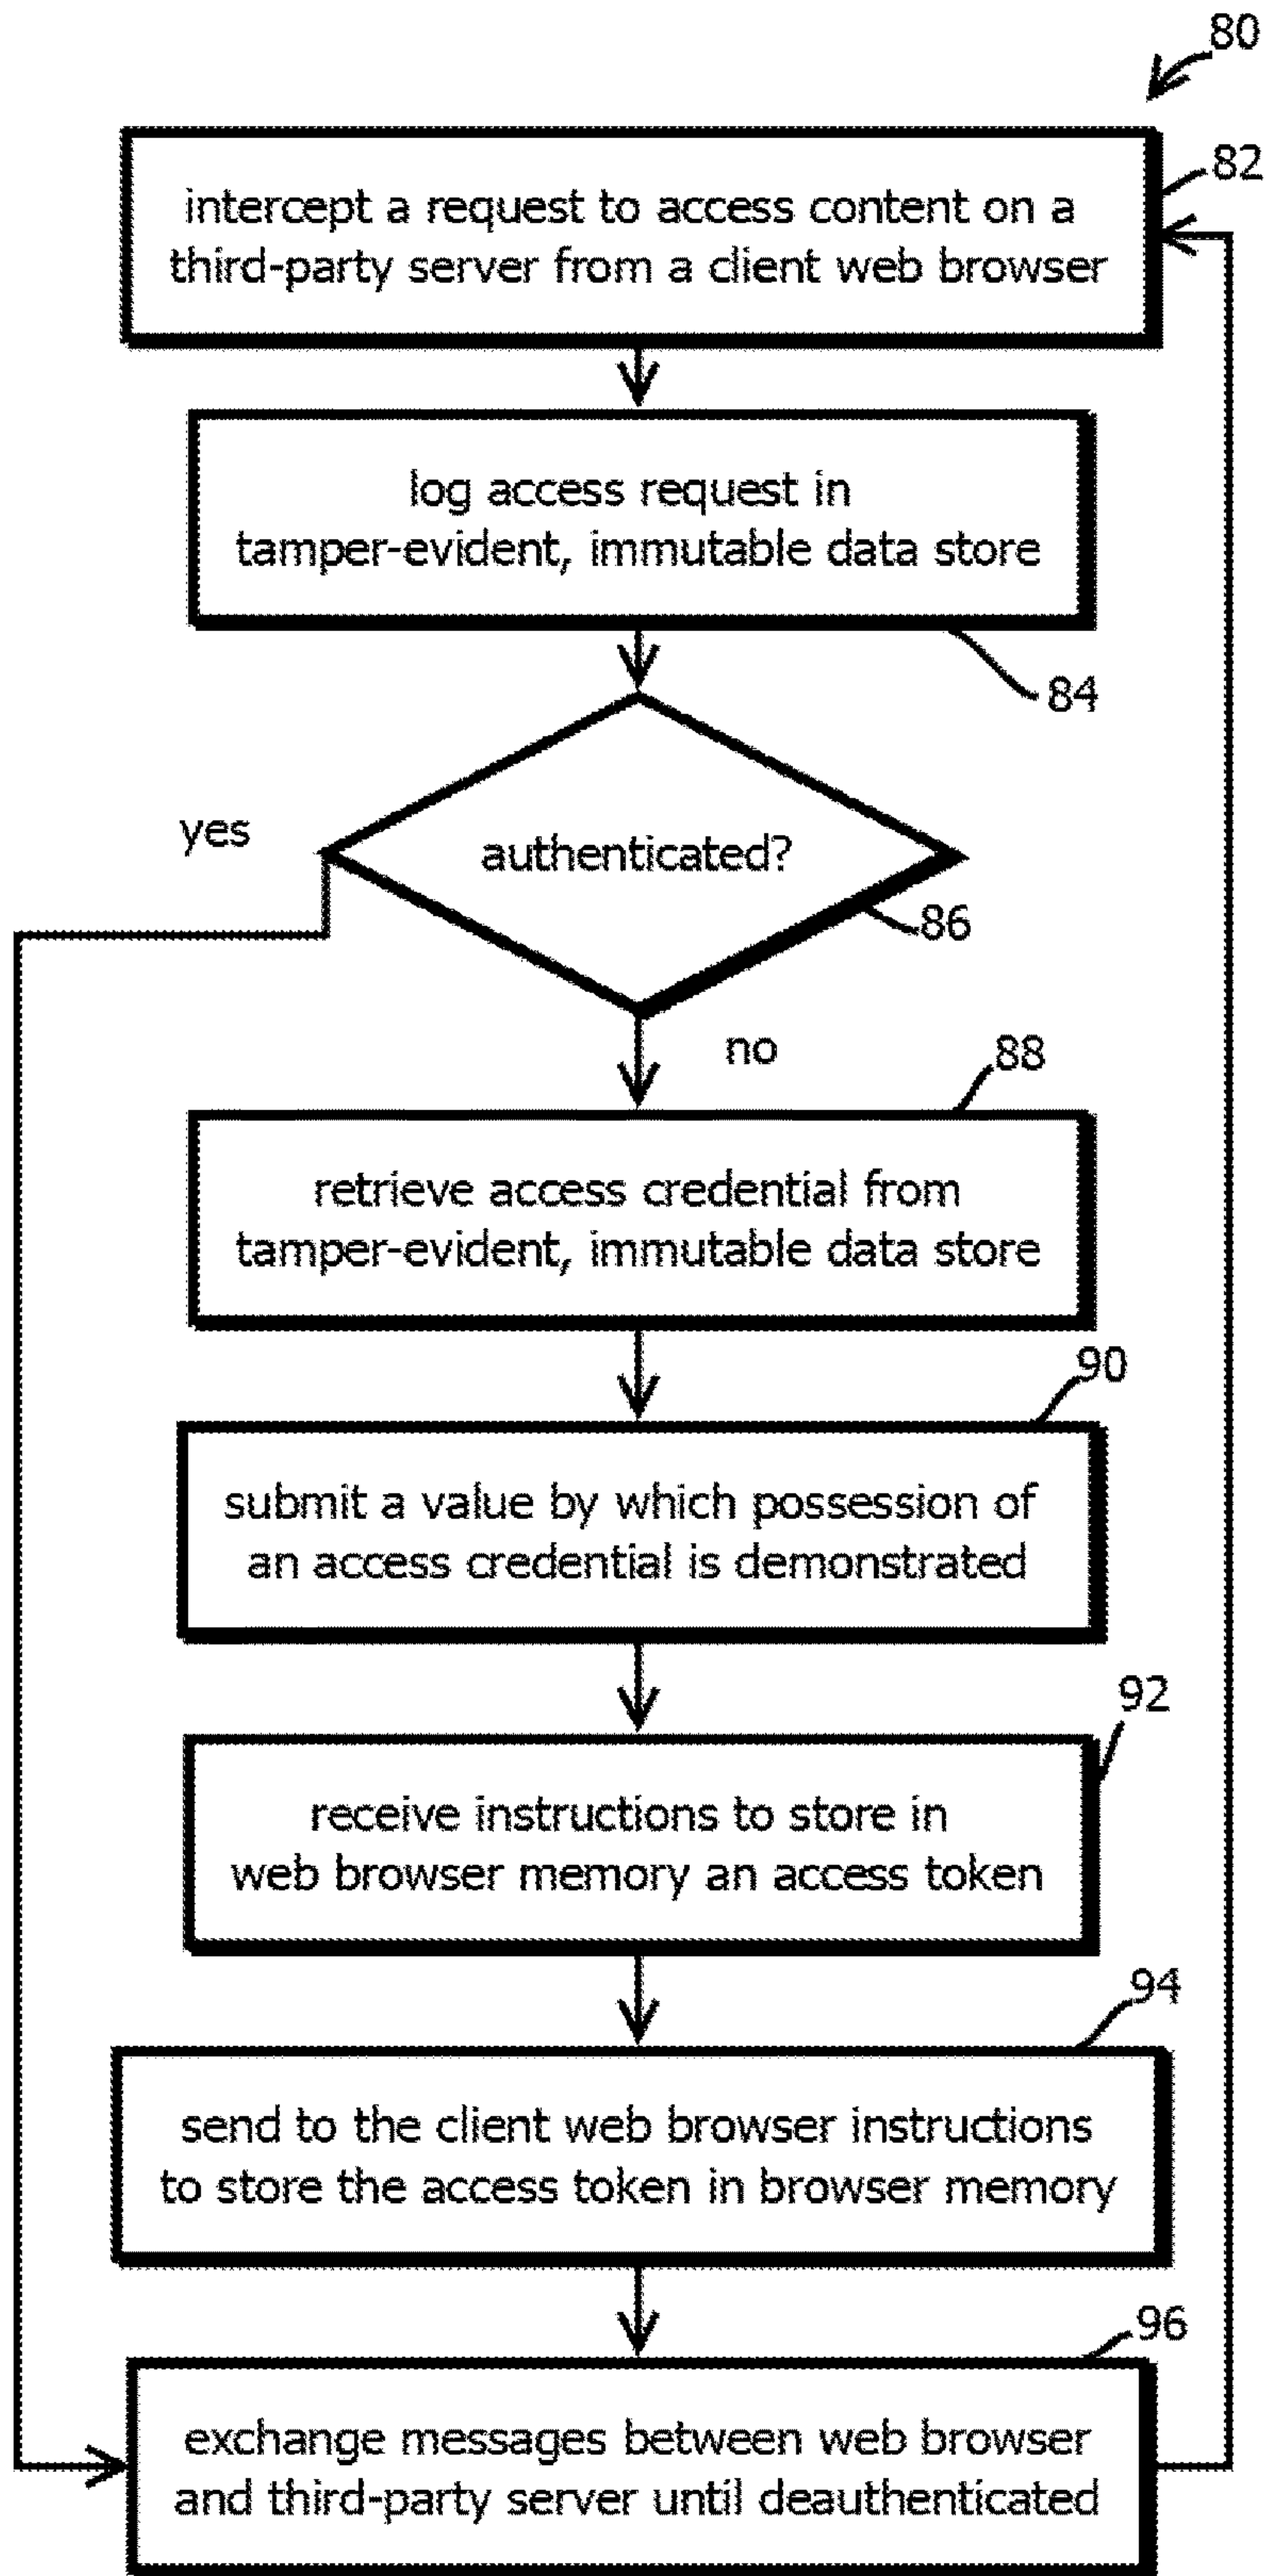 80
82
intercept a request to access content on a
third-party server from a client web browser
log access request in
tamper-evident, immutable data store
84
yes
authenticated?
86
no
88
retrieve access credential from
tamper-evident, immutable data store
90
submit a value by which possession of
an access credential is demonstrated
92
receive instructions to store in
web browser memory an access token
94
send to the client web browser instructions
to store the access token in browser memory
96
exchange messages between web browser
and third-party server until deauthenticated